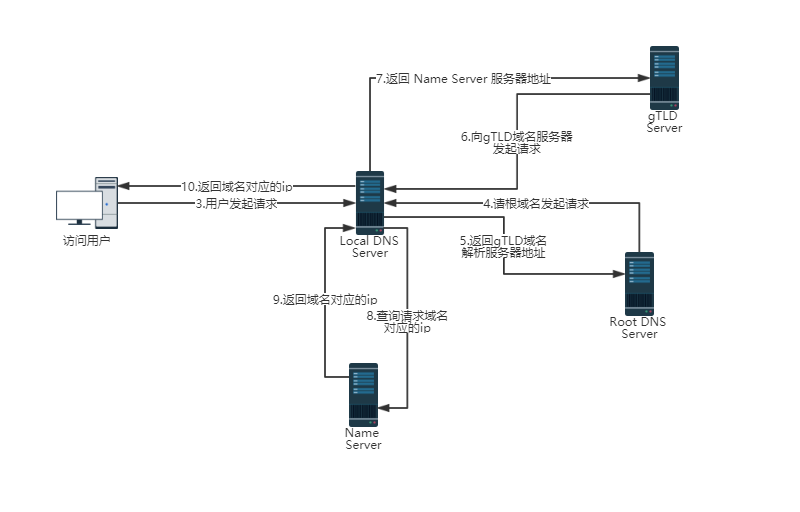 7.返回 Name Server 服务器地址
gTLD
Server
6.向gTLD域名服务器
发起请求
10.返回域名对应的ip
3.用户发起请求
4.请根域名发起请求
访问用户
Local DNS
Server
5.返回gTLD域名
解析服务器地址
9.返回域名对应的ip
8.查询请求域名
对应的ip
Root DNS
Server
Name
Server